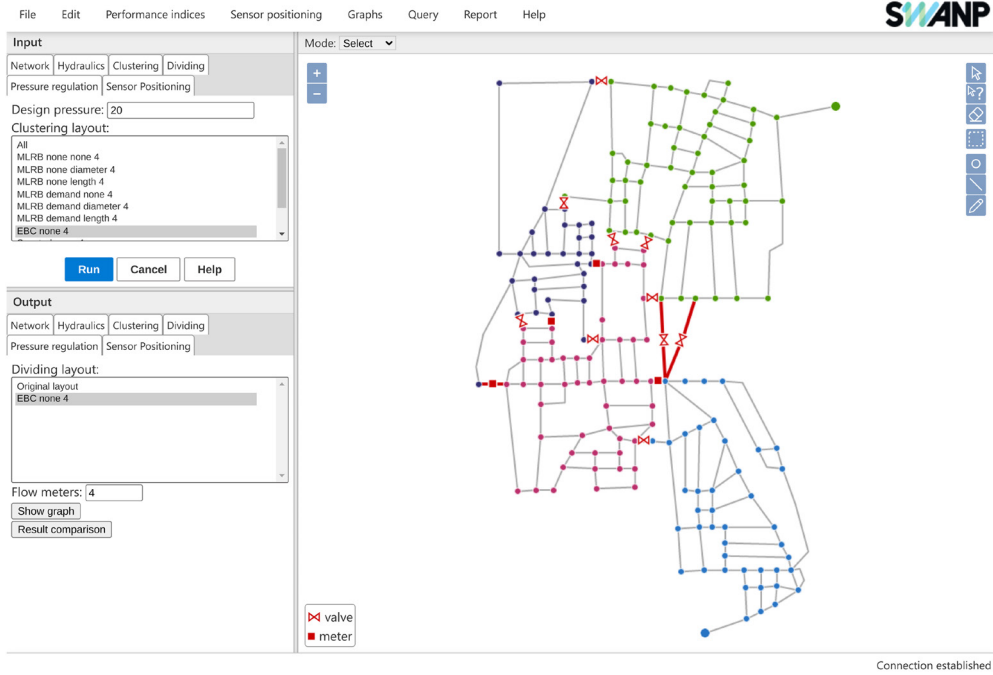 File Edit Performance indices Sensor positioning Graphs Query Report Help
SWANP
Input
Mode: Select
Network Hydraulics Clustering Dividing
Pressure regulation Sensor Positioning
+
−
?
Design pressure: 20
Clustering layout:
All
MLRB none none 4
MLRB none diameter 4
MLRB none length 4
MLRB demand none 4
MLRB demand diameter 4
MLRB demand length 4
EBC none 4
Run Cancel Help
Output
Network Hydraulics Clustering Dividing
Pressure regulation Sensor Positioning
Dividing layout:
Original layout
EBC none 4
Flow meters: 4
Show graph
Result comparison
valve
meter
Connection established